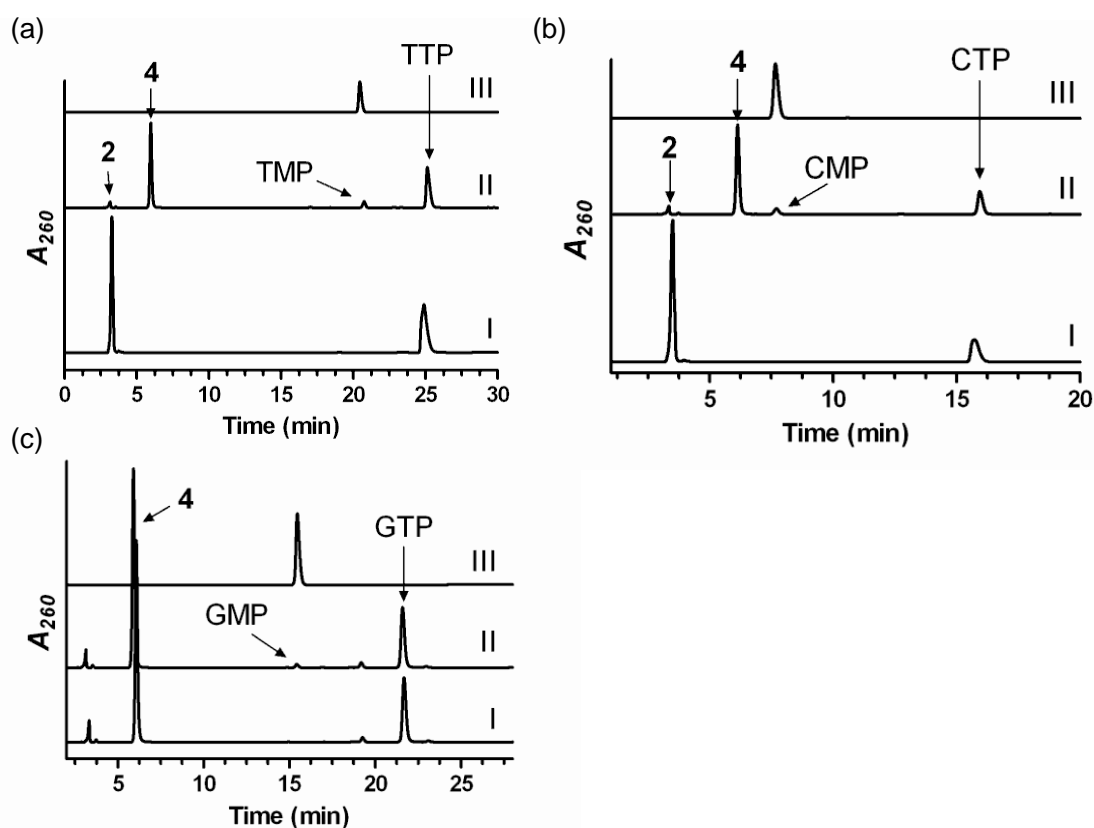 (a)
TTP
4
III
2
TMP
II
A260
I
0 5 10 15 20 25 30
Time (min)
(b)
CTP
4
III
2
CMP
II
A260
I
5 10 15 20
Time (min)
(c)
4
GTP
III
GMP
II
A260
I
5 10 15 20 25
Time (min)